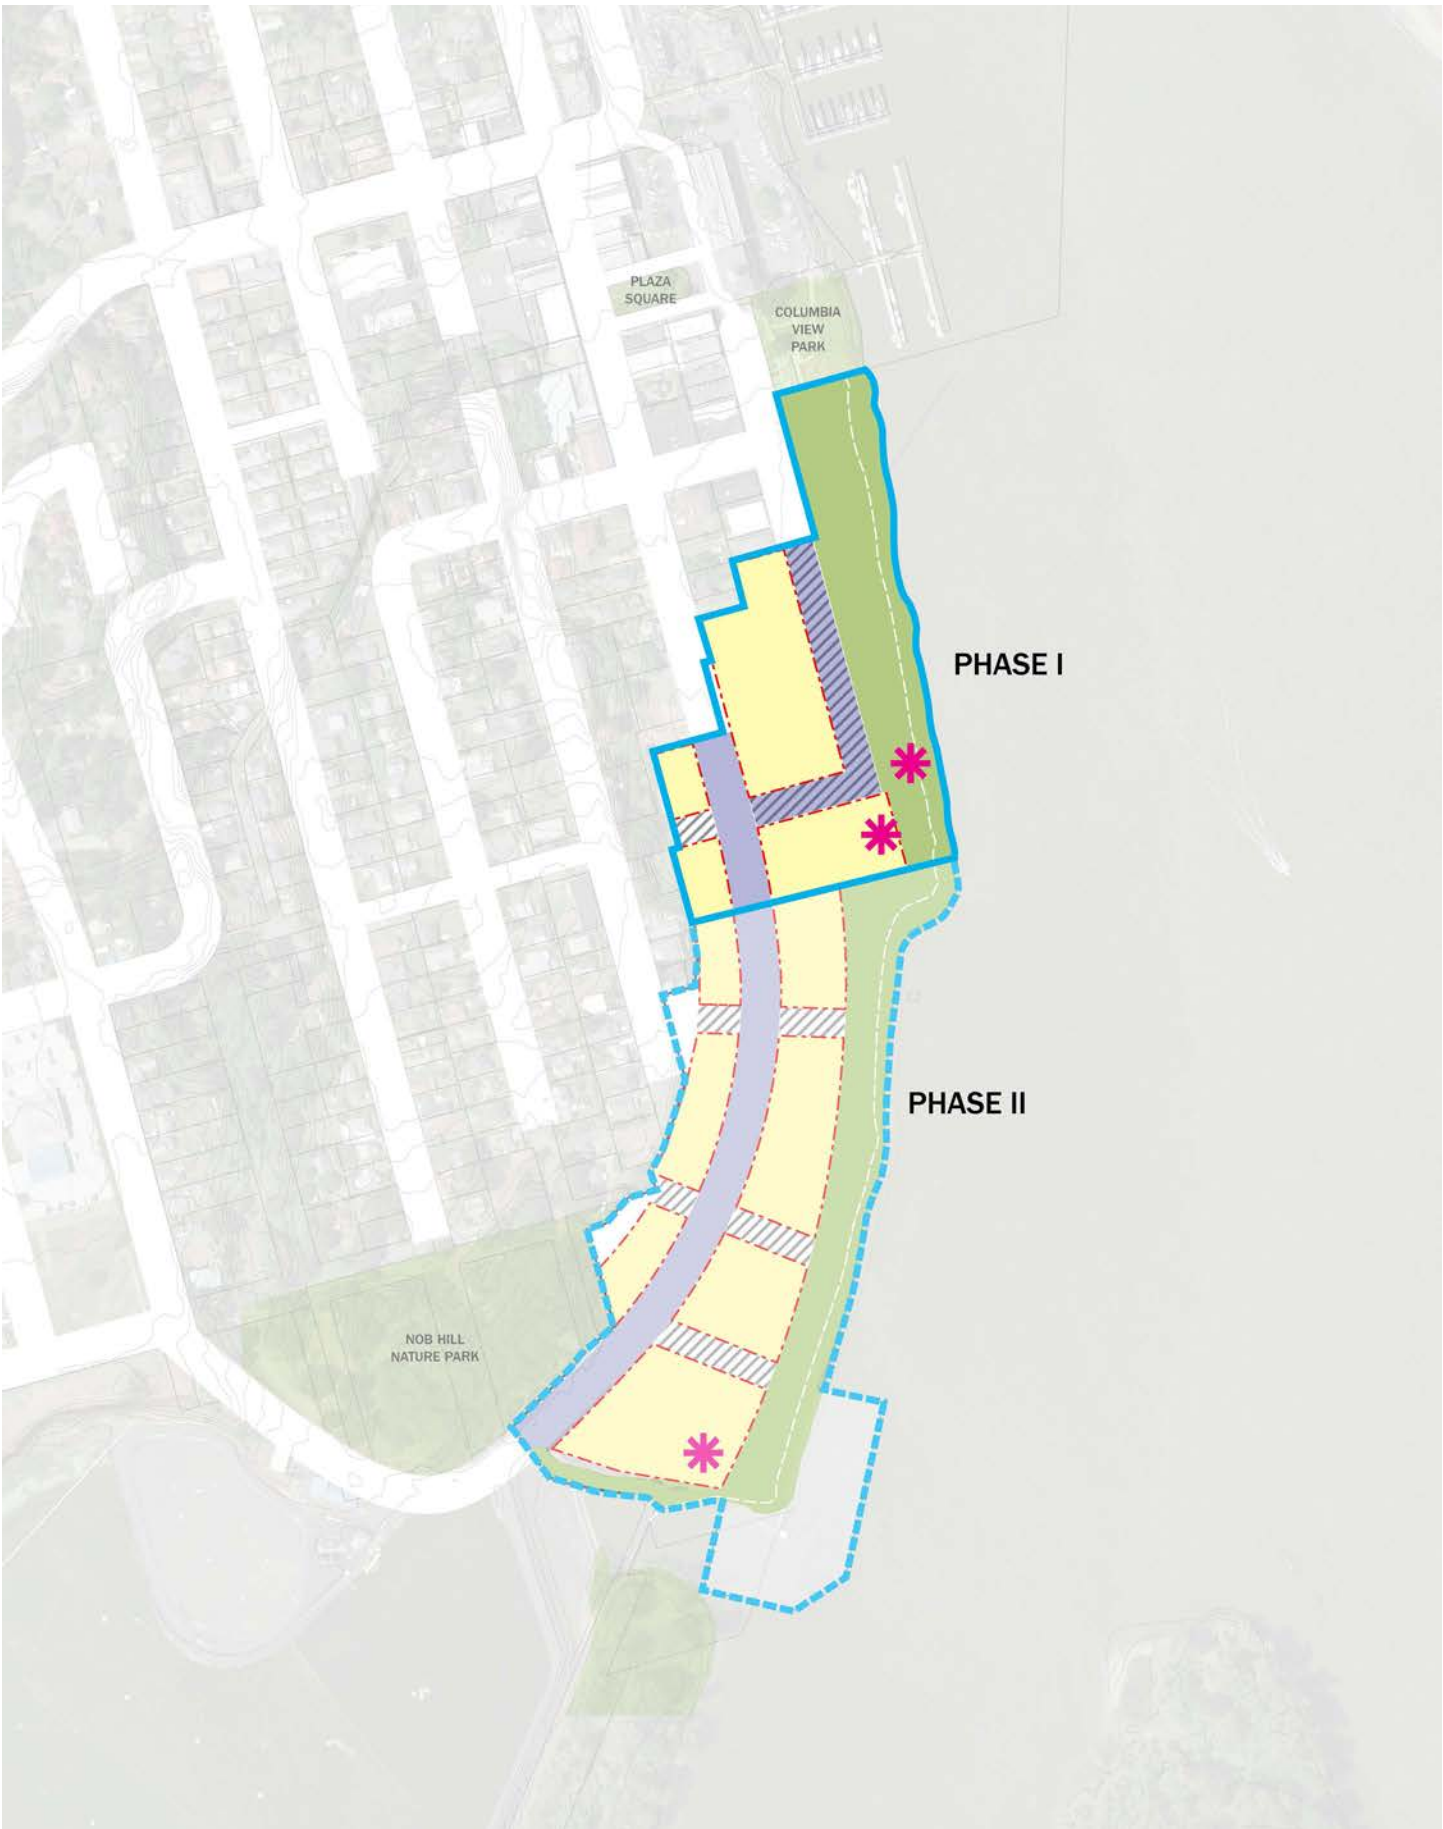 PLAZA
SQUARE
COLUMBIA
VIEW
PARK
PHASE I
PHASE II
NOB HILL
NATURE PARK